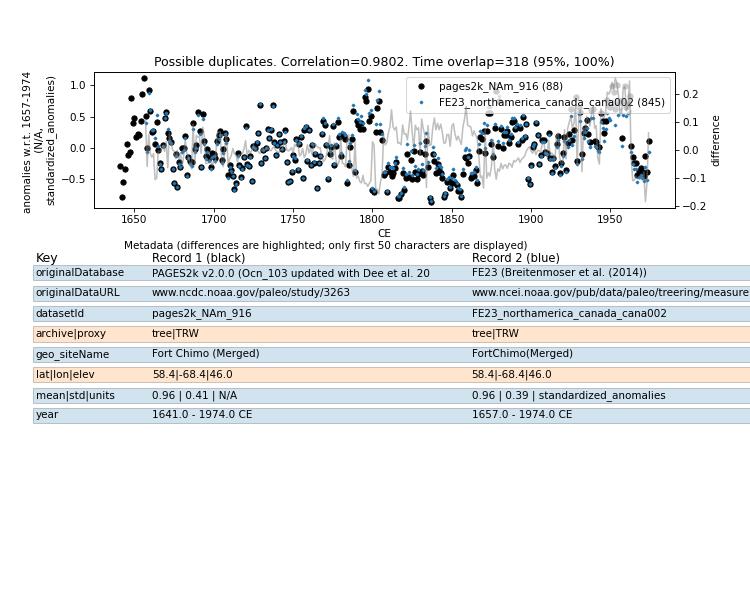 Possible duplicates. Correlation=0.9802. Time overlap=318 (95%, 100%)
anomalies w.r.t. 1657-1974
(N/A,
standardized_anomalies)
1.0
0.5
0.0
−0.5
pages2k_NAm_916 (88)
FE23_northamerica_canada_cana002 (845)
0.2
0.1
0.0
−0.1
−0.2
difference
1650 1700 1750 1800 1850 1900 1950
CE
Metadata (differences are highlighted; only first 50 characters are displayed)
Key Record 1 (black) Record 2 (blue)
originalDatabase PAGES2k v2.0.0 (Ocn_103 updated with Dee et al. 20 FE23 (Breitenmoser et al. (2014))
originalDataURL www.ncdc.noaa.gov/paleo/study/3263 www.ncei.noaa.gov/pub/data/paleo/treering/measure
datasetId pages2k_NAm_916 FE23_northamerica_canada_cana002
archive|proxy tree|TRW tree|TRW
geo_siteName Fort Chimo (Merged) FortChimo(Merged)
lat|lon|elev 58.4|-68.4|46.0 58.4|-68.4|46.0
mean|std|units 0.96 | 0.41 | N/A 0.96 | 0.39 | standardized_anomalies
year 1641.0 - 1974.0 CE 1657.0 - 1974.0 CE